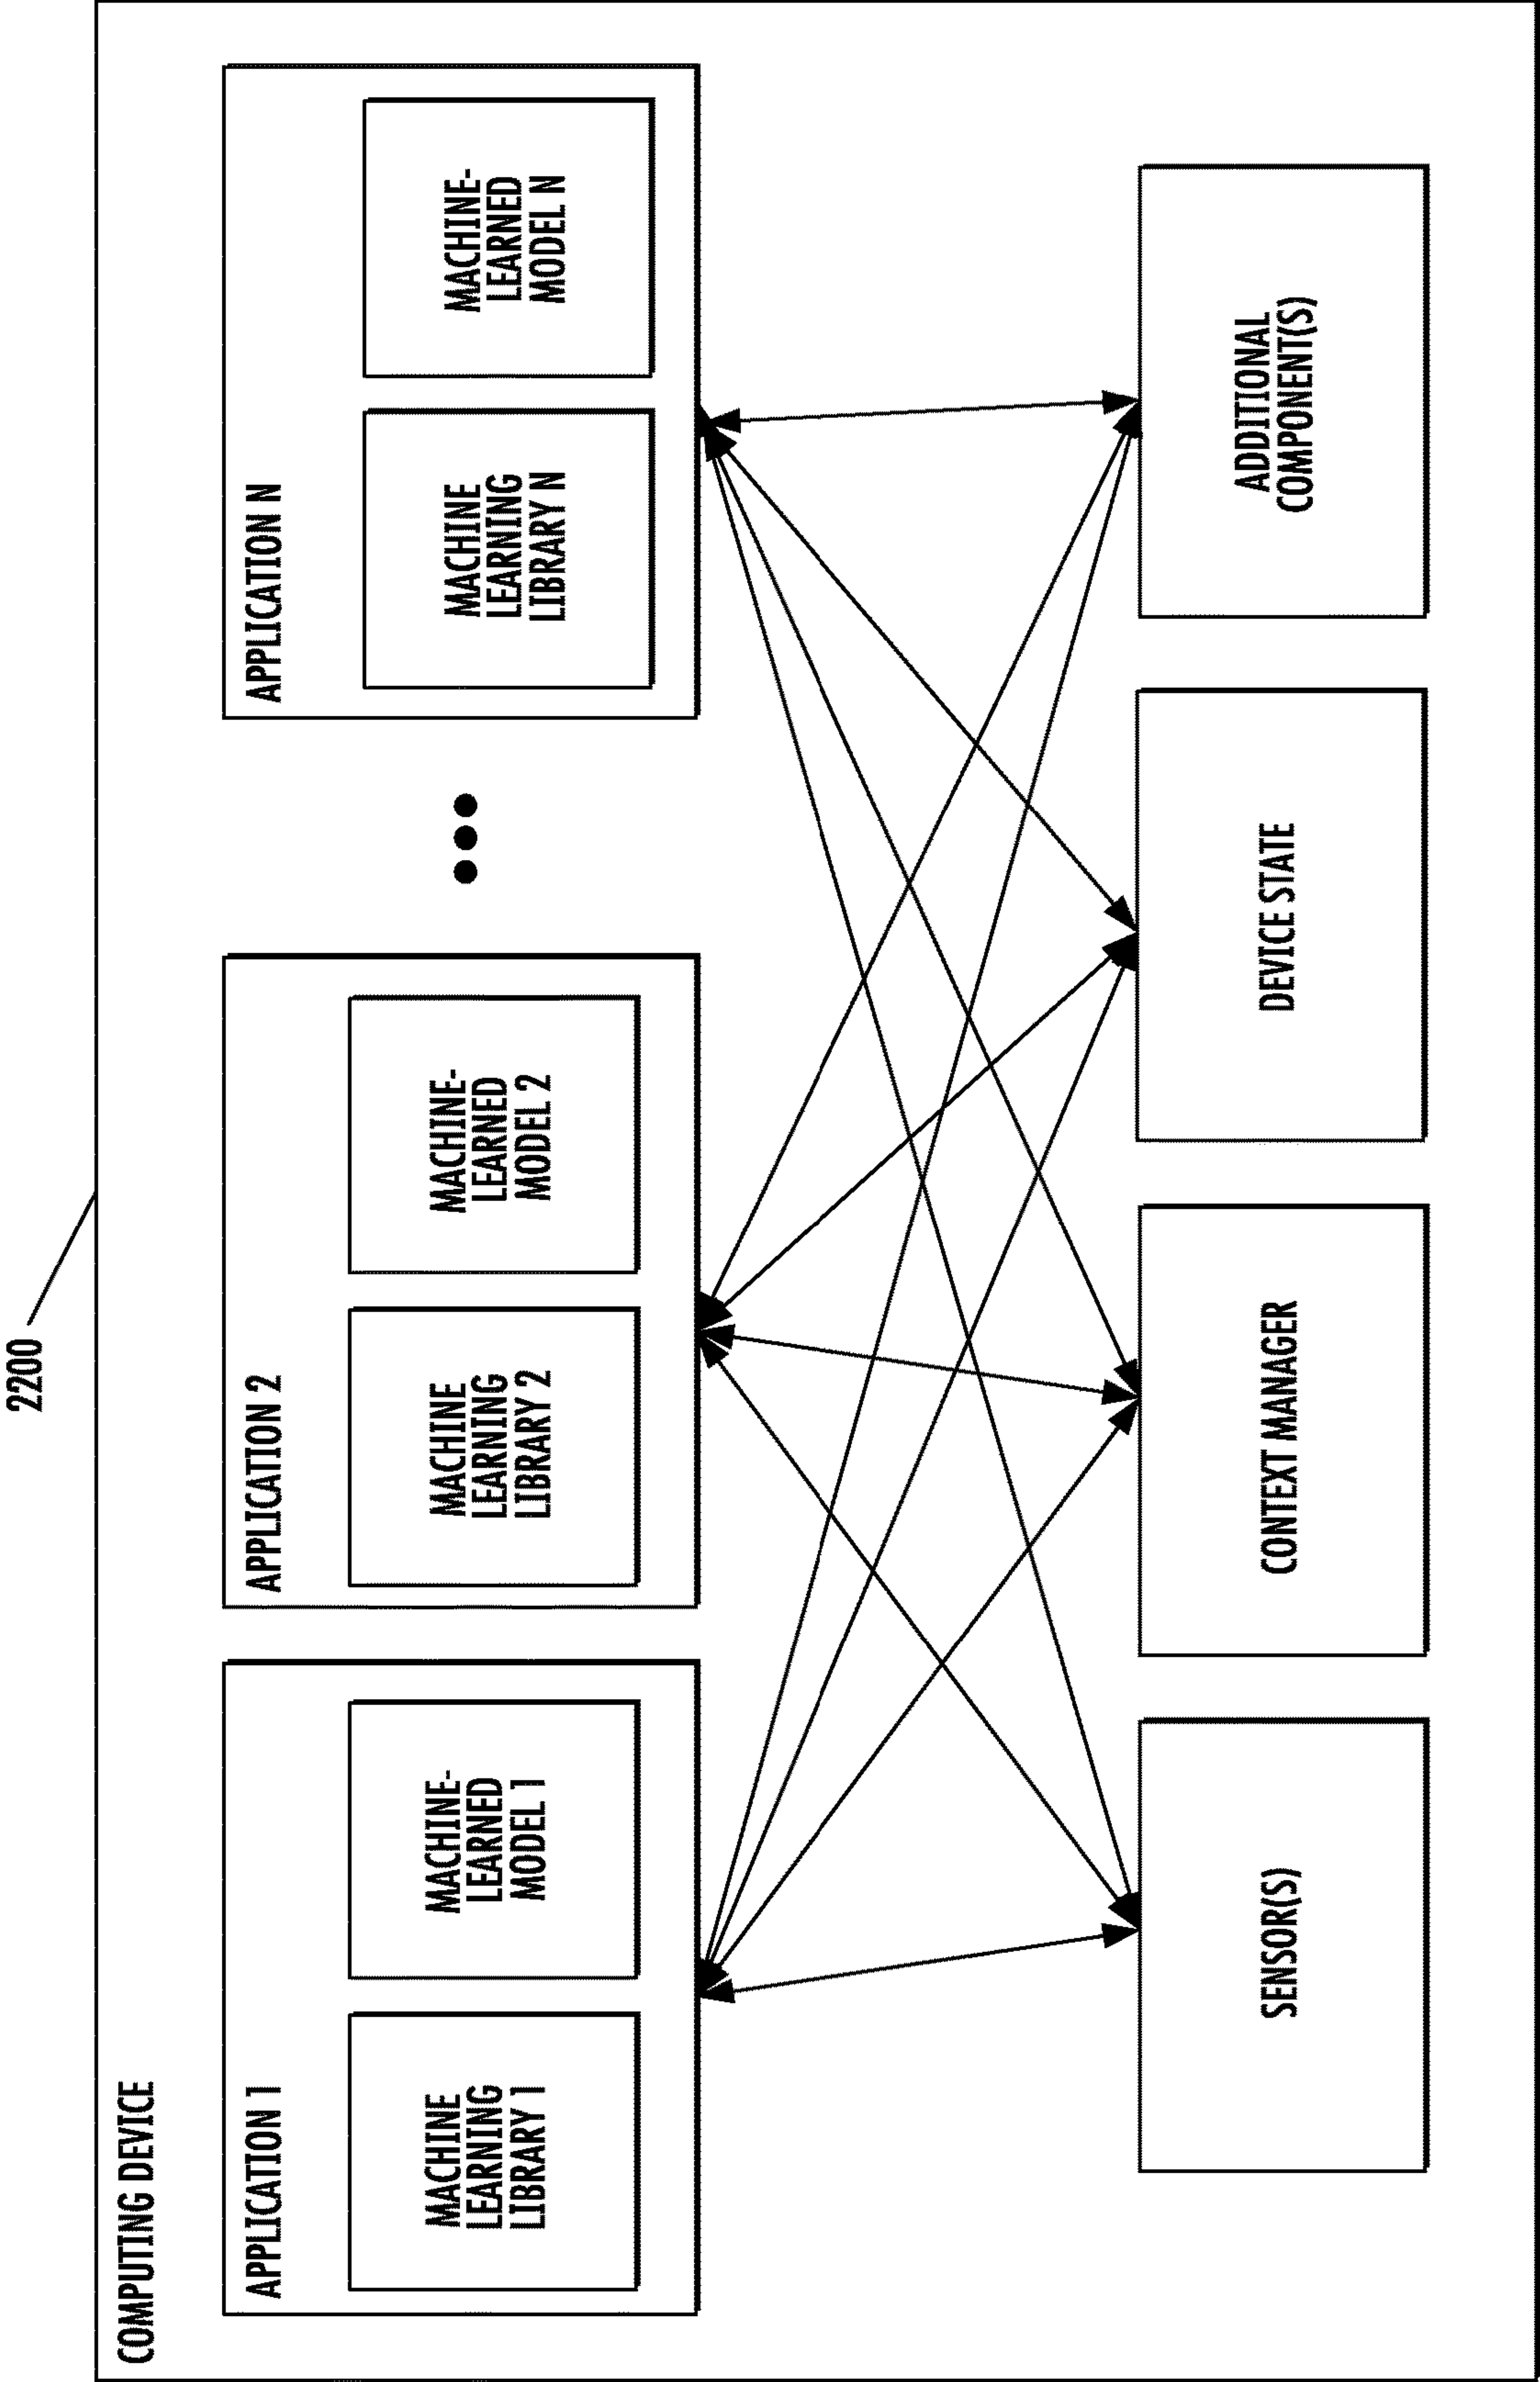 2200
COMPUTING DEVICE
APPLICATION 1
MACHINE
LEARNING
LIBRARY 1
MACHINE-
LEARNED
MODEL 1
APPLICATION 2
MACHINE
LEARNING
LIBRARY 2
MACHINE-
LEARNED
MODEL 2
APPLICATION N
MACHINE
LEARNING
LIBRARY N
MACHINE-
LEARNED
MODEL N
SENSOR(S)
CONTEXT MANAGER
DEVICE STATE
ADDITIONAL
COMPONENT(S)